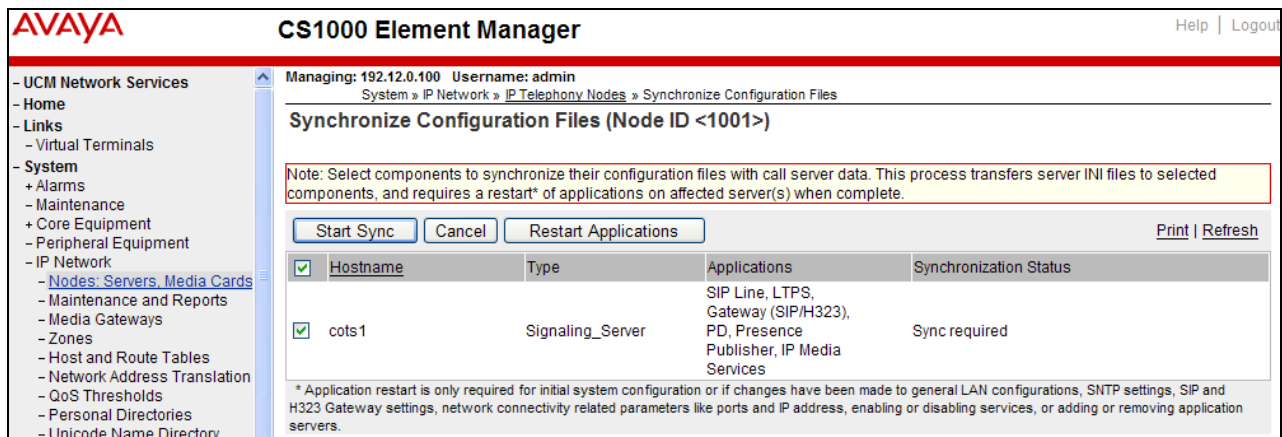 AVAYA
CS1000 Element Manager
Help | Logout
- UCM Network Services
- Home
- Links
- Virtual Terminals
- System
+ Alarms
- Maintenance
+ Core Equipment
- Peripheral Equipment
- IP Network
- Nodes: Servers, Media Cards
- Maintenance and Reports
- Media Gateways
- Zones
- Host and Route Tables
- Network Address Translation
- QoS Thresholds
- Personal Directories
- Unicode Name Directory
Managing: 192.12.0.100 Username: admin
System » IP Network » IP Telephony Nodes » Synchronize Configuration Files
Synchronize Configuration Files (Node ID <1001>)
Note: Select components to synchronize their configuration files with call server data. This process transfers server INI files to selected
components, and requires a restart* of applications on affected server(s) when complete.
Start Sync Cancel Restart Applications Print | Refresh
Hostname Type Applications Synchronization Status
SIP Line, LTPS,
Gateway (SIP/H323),
cots1 Signaling_Server PD, Presence Sync required
Publisher, IP Media
Services
* Application restart is only required for initial system configuration or if changes have been made to general LAN configurations, SNTP settings, SIP and
H323 Gateway settings, network connectivity related parameters like ports and IP address, enabling or disabling services, or adding or removing application
servers.